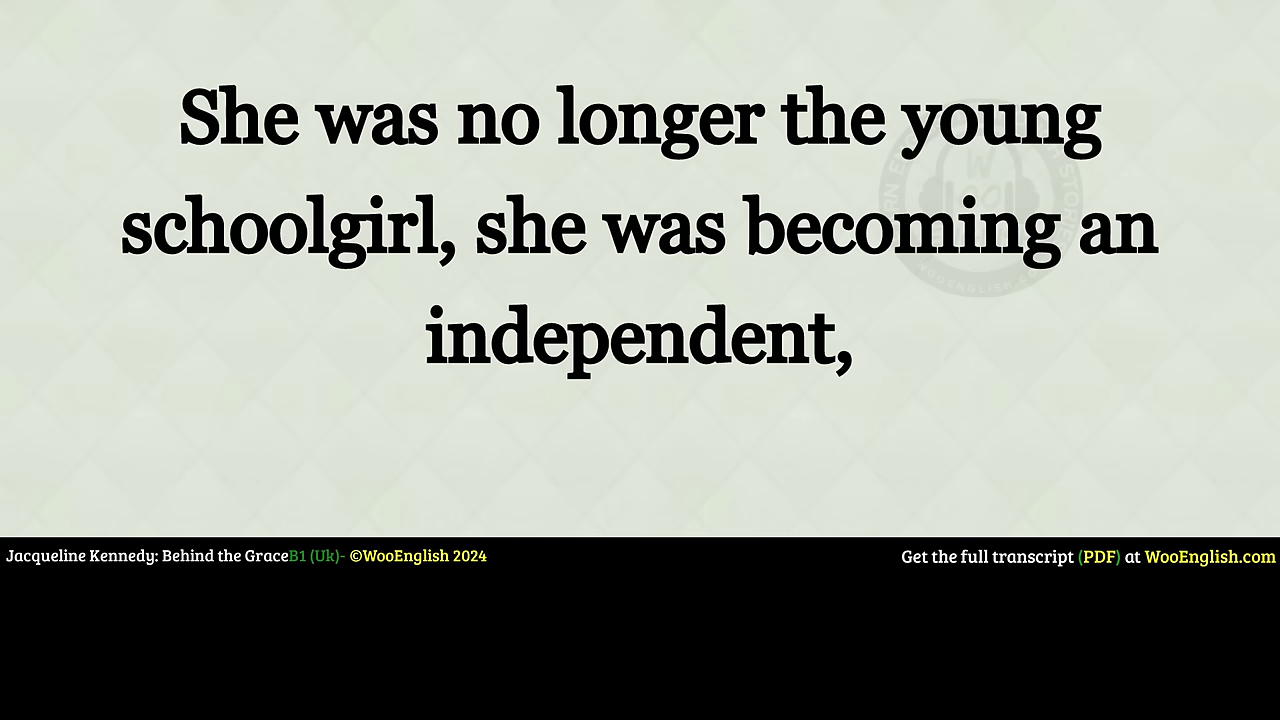 She was no longer the young
schoolgirl, she was becoming an
independent,
Jacqueline Kennedy: Behind the GraceB1 (Uk)- ©WooEnglish 2024
Get the full transcript (PDF) at WooEnglish.com